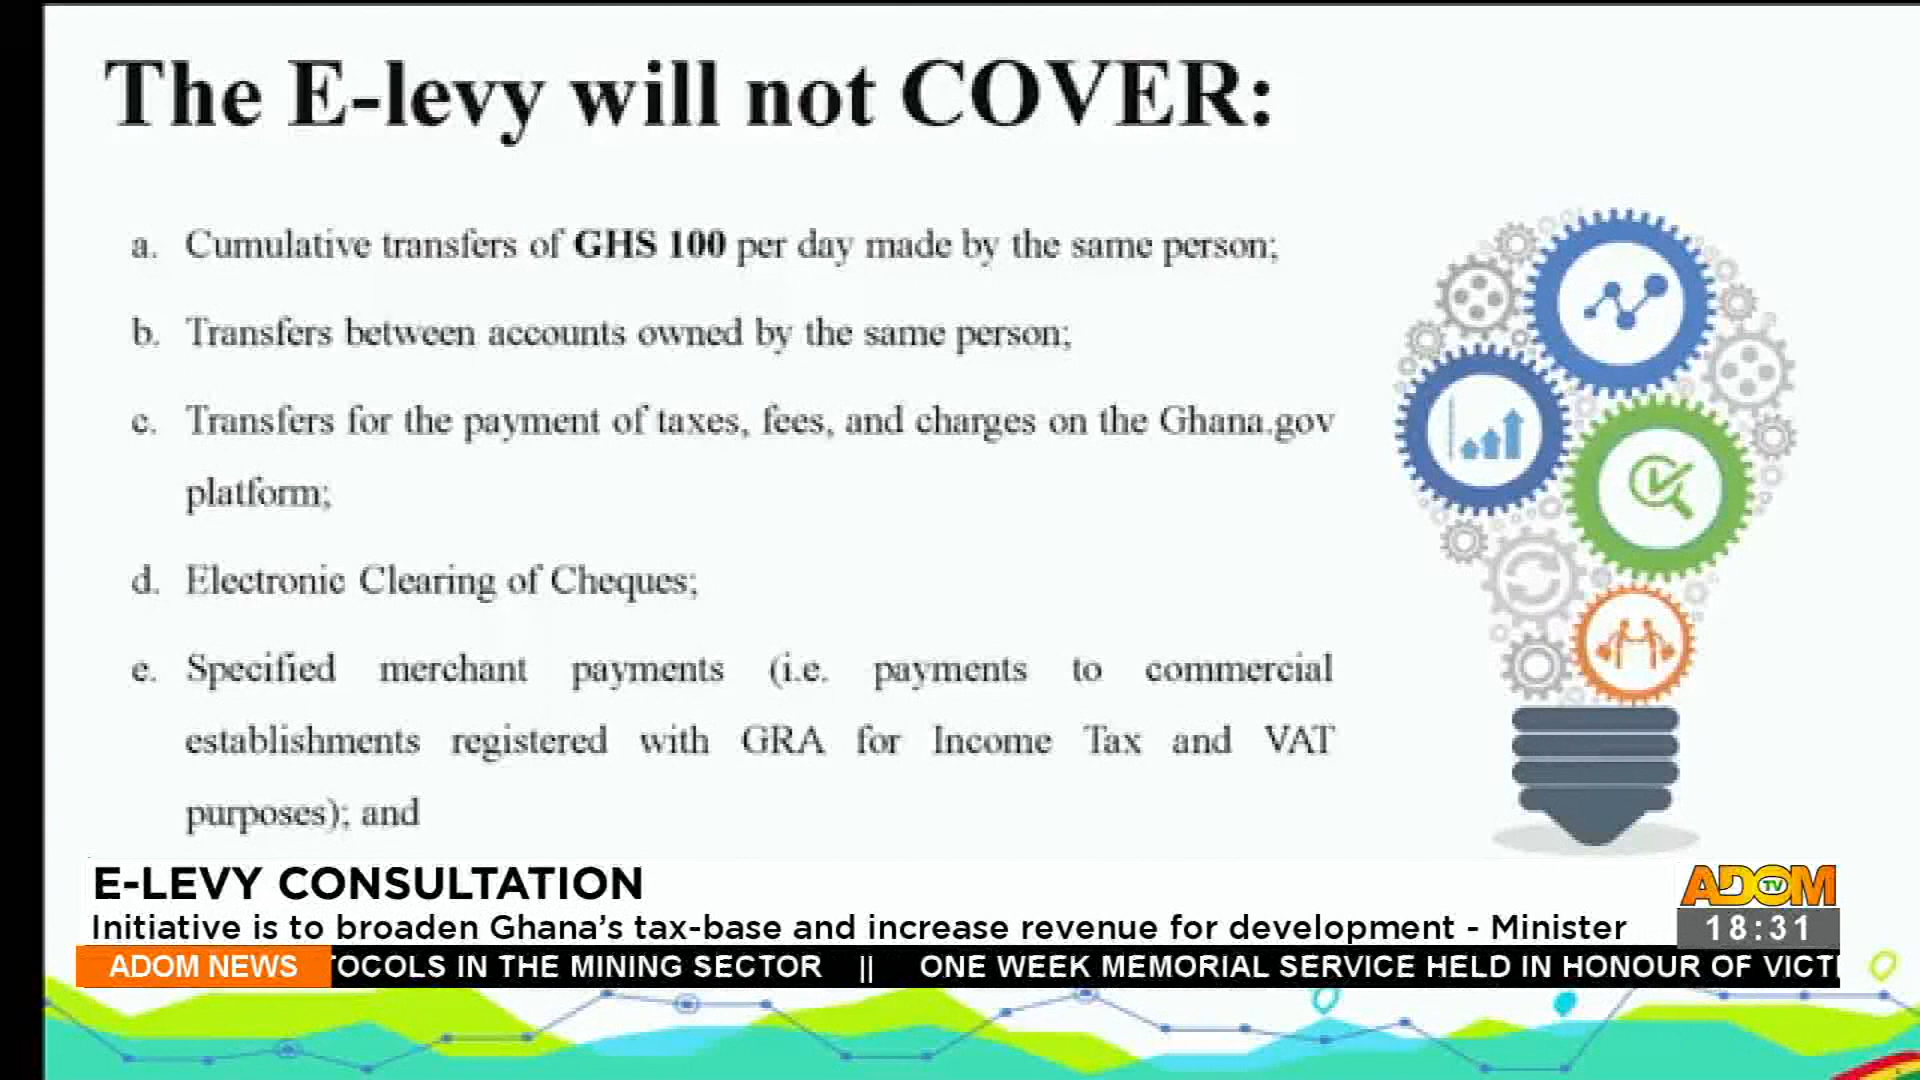 The E-levy will not COVER:
a. Cumulative transfers of GHS 100 per day made by the same person;
b. Transfers between accounts owned by the same person;
c. Transfers for the payment of taxes, fees, and charges on the Ghana.gov
platform;
d. Electronic Clearing of Cheques;
e. Specified merchant payments (i.e. payments to commercial
establishments registered with GRA for Income Tax and VAT
purposes); and
E-LEVY CONSULTATION
Initiative is to broaden Ghana's tax-base and increase revenue for development - Minister
ADOM TV
18:31
ADOM NEWS
IN THE MINING SECTOR || ONE WEEK MEMORIAL SERVICE HELD IN HONOUR OF